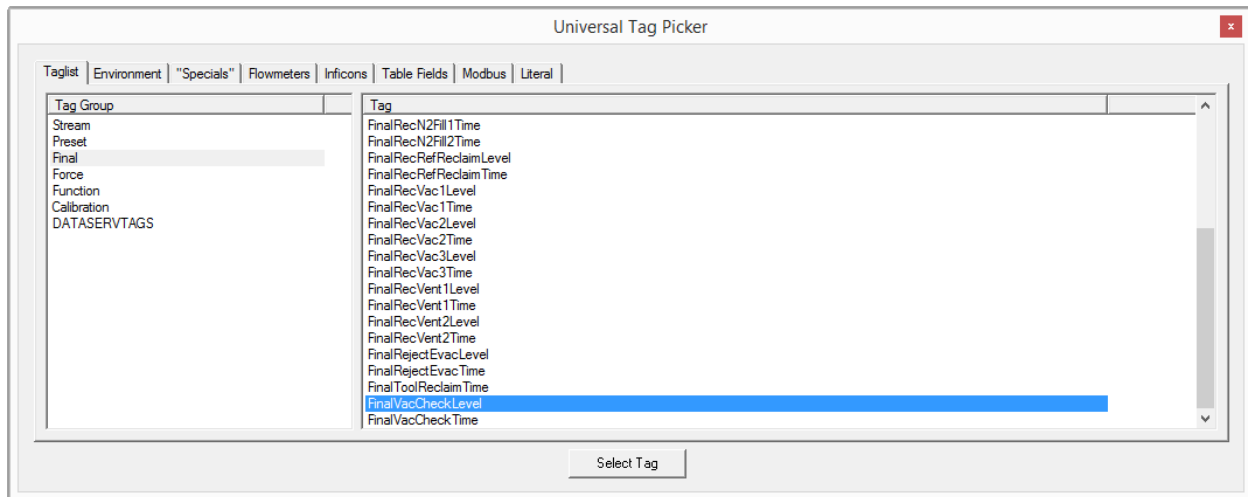 Universal Tag Picker
x
Taglist Environment "Specials" Flowmeters Inficons Table Fields Modbus Literal
Tag Group
Stream
Preset
Final
Force
Function
Calibration
DATASERVTAGS
Tag
FinalRecN2Fill1Time
FinalRecN2Fill2Time
FinalRecRefReclaimLevel
FinalRecRefReclaimTime
FinalRecVac1Level
FinalRecVac1Time
FinalRecVac2Level
FinalRecVac2Time
FinalRecVac3Level
FinalRecVac3Time
FinalRecVent1Level
FinalRecVent1Time
FinalRecVent2Level
FinalRecVent2Time
FinalRejectEvacLevel
FinalRejectEvacTime
FinalToolReclaimTime
FinalVacCheckLevel
FinalVacCheckTime
Select Tag